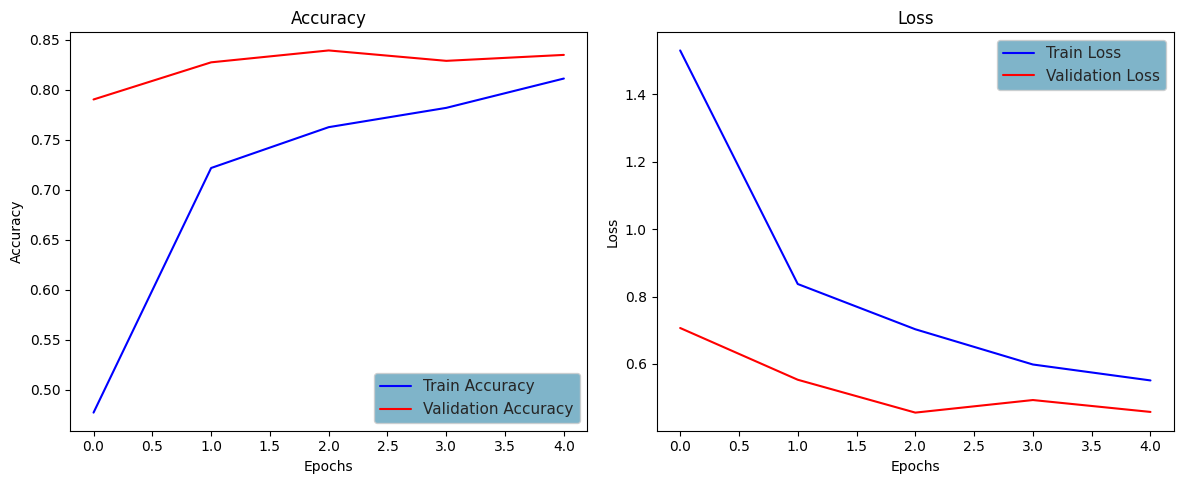 Accuracy
0.85
0.80
0.75
0.70
0.65
0.60
0.55
0.50
Accuracy
Train Accuracy
Validation Accuracy
0.0 0.5 1.0 1.5 2.0 2.5 3.0 3.5 4.0
Epochs
Loss
1.4
1.2
1.0
0.8
0.6
Loss
Train Loss
Validation Loss
0.0 0.5 1.0 1.5 2.0 2.5 3.0 3.5 4.0
Epochs